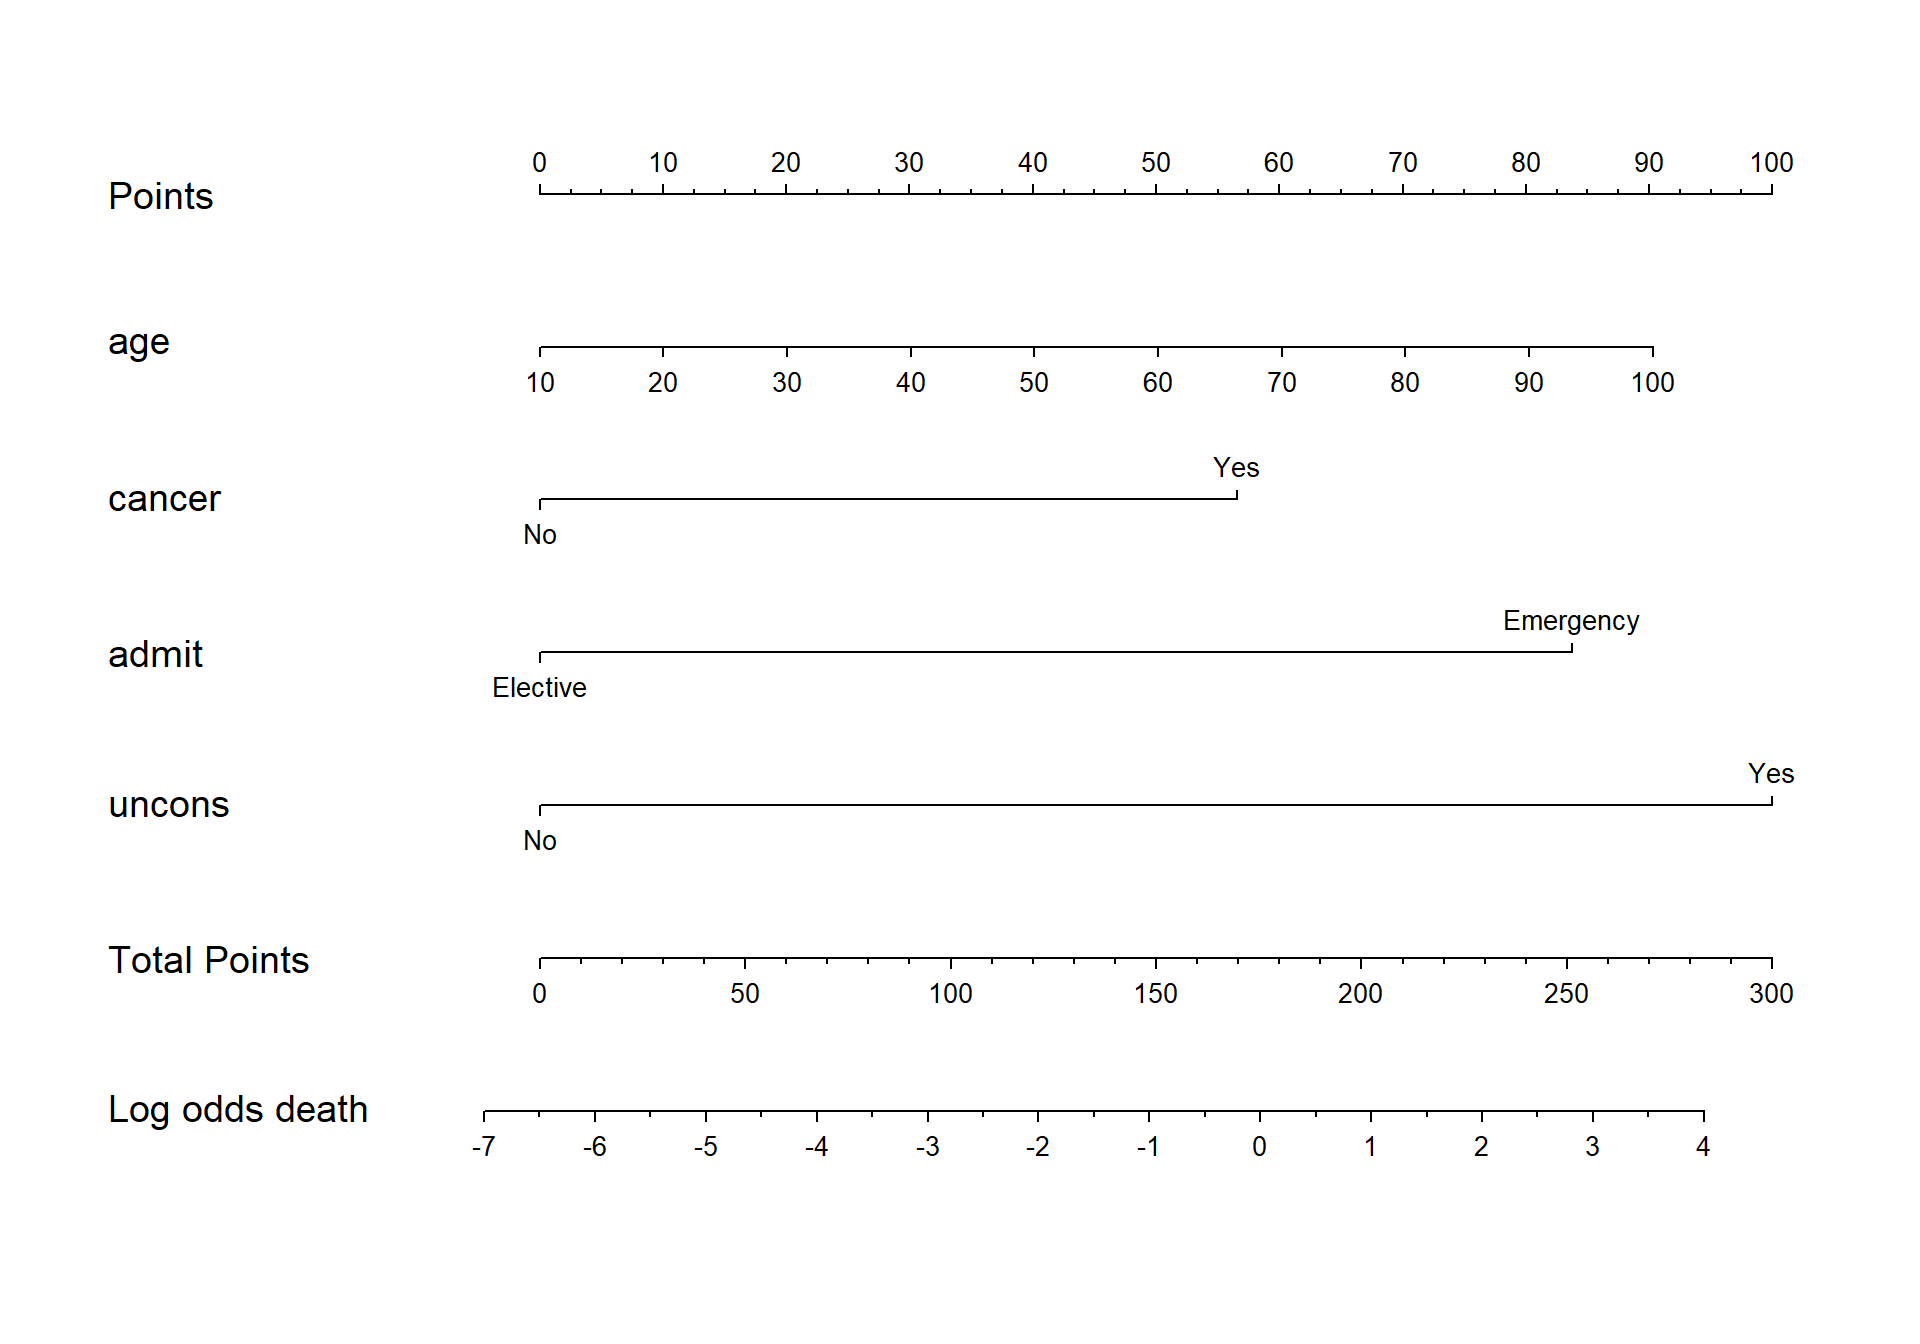 0 10 20 30 40 50 60 70 80 90 100
Points
age
10 20 30 40 50 60 70 80 90 100
Yes
cancer
No
Emergency
admit
Elective
Yes
uncons
No
Total Points
0 50 100 150 200 250 300
Log odds death
-7 -6 -5 -4 -3 -2 -1 0 1 2 3 4